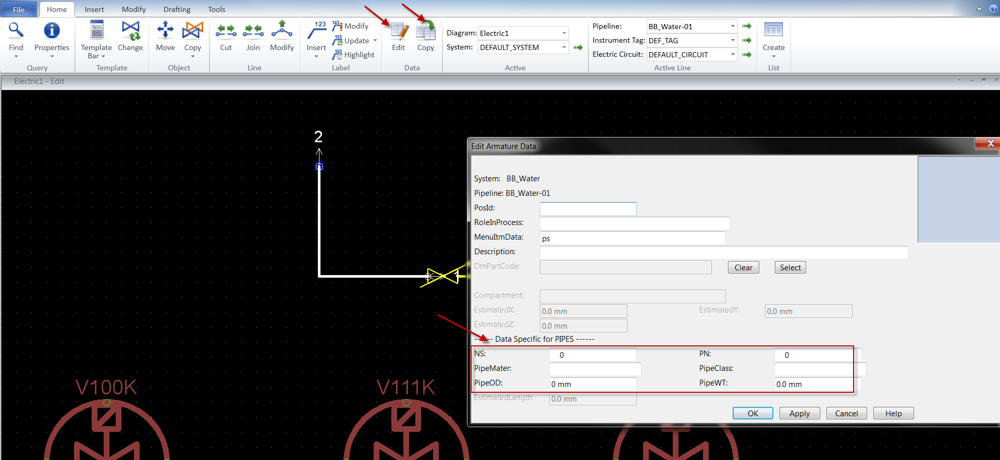 File Home Insert Modify Drafting Tools
Find Properties Template Bar Change Move Copy Cut Join Modify Insert Modify Update Highlight Edit Copy
Diagram: Electric1
System: DEFAULT_SYSTEM
Pipeline: BB_Water-01
Instrument Tag: DEF_TAG
Electric Circuit: DEFAULT_CIRCUIT
Create
Query Template Object Line Label Data Active Active Line List
Electric1 - Edit
2
1
V100K
V111K
Edit Armature Data
System: BB_Water
Pipeline: BB_Water-01
PosId:
RoleInProcess:
MenuItmData: ps
Description:
DmPartCode: Clear Select
Compartment:
EstimatedX: 0.0 mm EstimatedY: 0.0 mm
EstimatedZ: 0.0 mm
------ Data Specific for PIPES ------
NS: 0 PN: 0
PipeMater: PipeClass:
PipeOD: 0 mm PipeWT: 0.0 mm
EstimatedLength: 0.0 mm
OK Apply Cancel Help